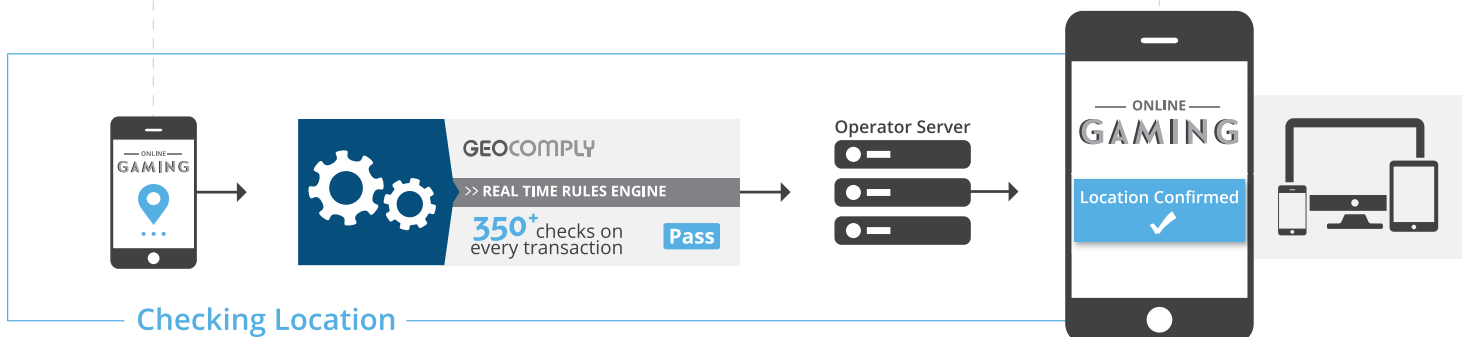 ONLINE
GAMING
GEOCOMPLY
>> REAL TIME RULES ENGINE
350+ checks on
every transaction
Pass
Operator Server
ONLINE
GAMING
Location Confirmed
Checking Location